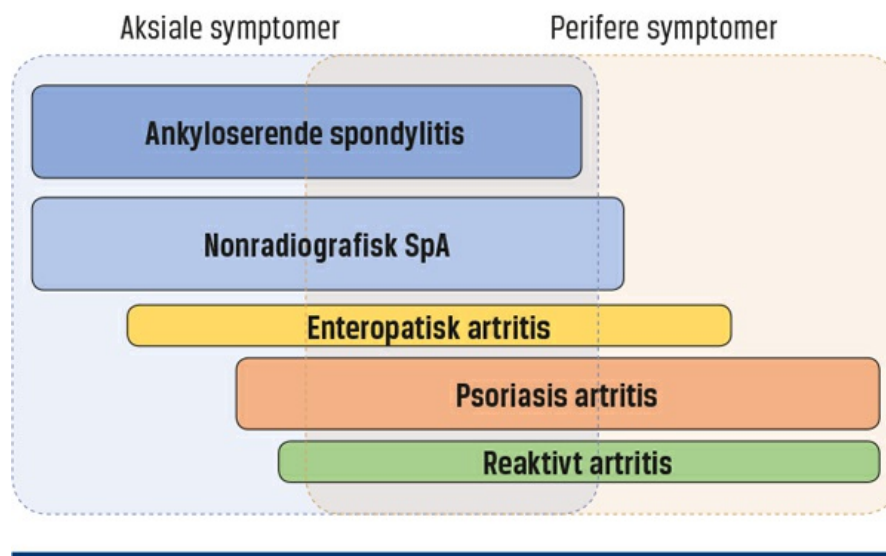 Aksiale symptomer
Perifere symptomer
Ankyloserende spondylitis
Nonradiografisk SpA
Enteropatisk artritis
Psoriasis artritis
Reaktivt artritis